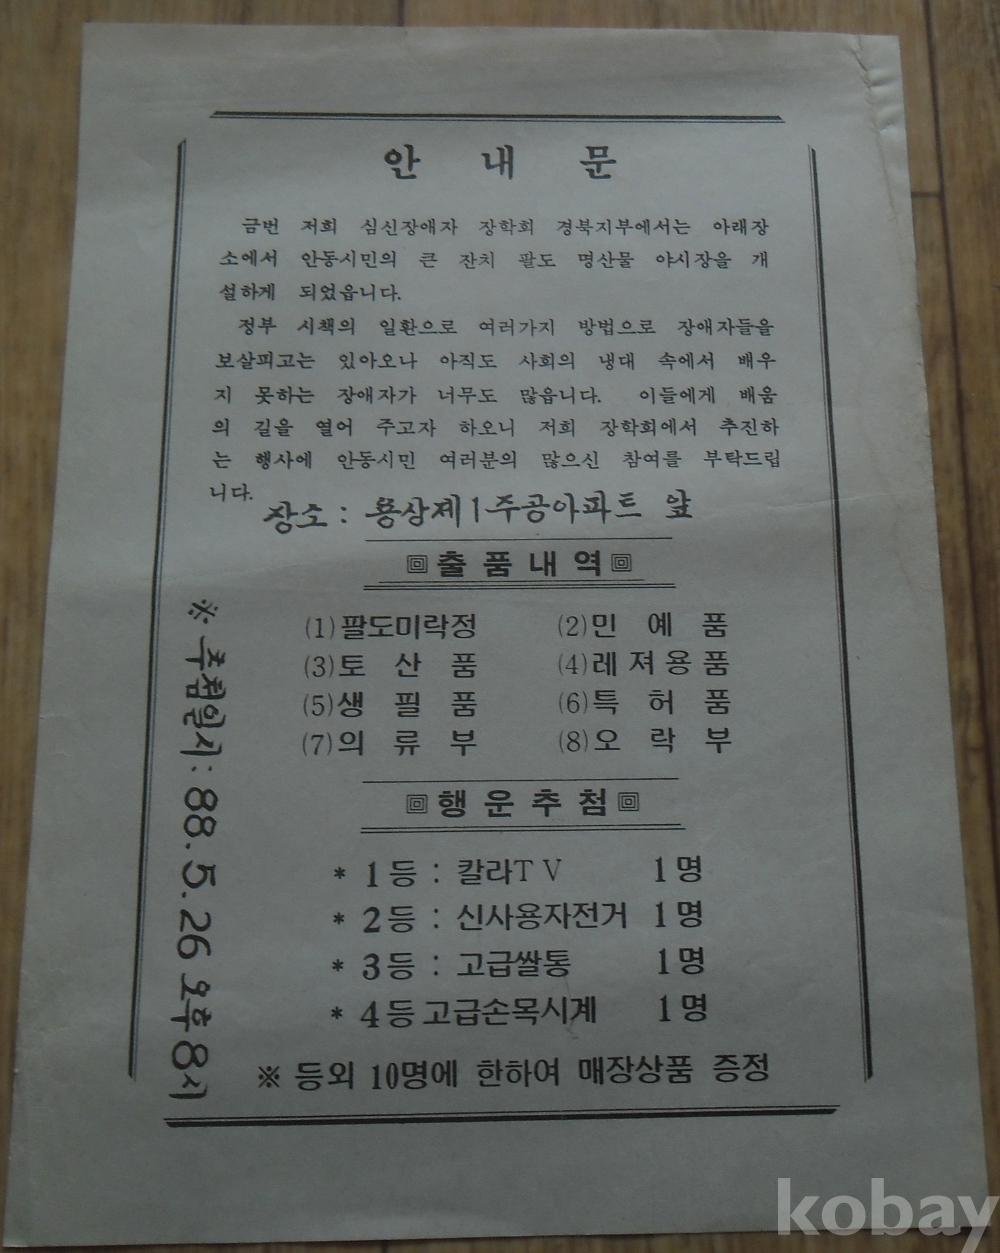 안 내 문
금번 저희 심신장애자 장학회 경북지부에서는 아래장
소에서 안동시민의 큰 잔치 팔도 명산물 야시장을 개
설하게 되었읍니다.
정부 시책의 일환으로 여러가지 방법으로 장애자들을
보살피고는 있아오나 아직도 사회의 냉대 속에서 배우
지 못하는 장애자가 너무도 많읍니다. 이들에게 배움
의 길을 열어 주고자 하오니 저희 장학회에서 추진하
는 행사에 안동시민 여러분의 많으신 참여를 부탁드립
니다.
장소 : 용상제1주공아파트 앞
回출품내역回
(1)팔도미락정 (2)민 예 품
(3)토 산 품 (4)레져용품
(5)생 필 품 (6)특 허 품
(7)의 류 부 (8)오 락 부
回행운추첨回
* 1등 : 칼라TV 1명
* 2등 : 신사용자전거 1명
* 3등 : 고급쌀통 1명
* 4등 고급손목시계 1명
※ 등외 10명에 한하여 매장상품 증정
※ 추첨일시 : 88.5.26 오후8시
kobay